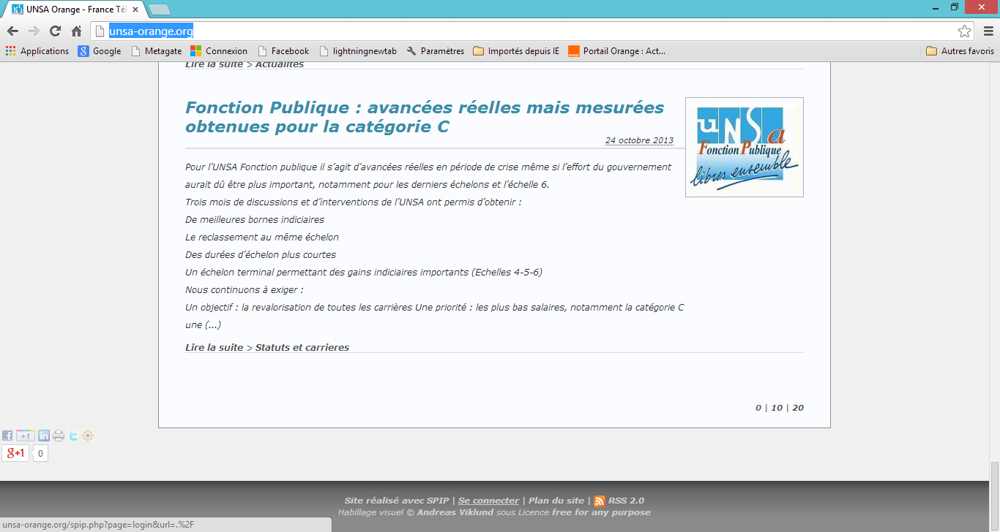 UNSA Orange - France Tél
unsa-orange.org
Applications Google Metagate Connexion Facebook lightningnewtab Paramètres Importés depuis IE Portail Orange : Act... Autres favoris
Lire la suite > Actualités
Fonction Publique : avancées réelles mais mesurées
obtenues pour la catégorie C
24 octobre 2013
uNSa
Fonction Publique
libres ensemble
Pour l’UNSA Fonction publique il s’agit d’avancées réelles en période de crise même si l’effort du gouvernement
aurait dû être plus important, notamment pour les derniers échelons et l’échelle 6.
Trois mois de discussions et d’interventions de l’UNSA ont permis d’obtenir :
De meilleures bornes indiciaires
Le reclassement au même échelon
Des durées d’échelon plus courtes
Un échelon terminal permettant des gains indiciaires importants (Echelles 4-5-6)
Nous continuons à exiger :
Un objectif : la revalorisation de toutes les carrières Une priorité : les plus bas salaires, notamment la catégorie C
une (...)
Lire la suite > Statuts et carrieres
0 | 10 | 20
+1
g+1 0
Site réalisé avec SPIP | Se connecter | Plan du site | RSS 2.0
Habillage visuel © Andreas Viklund sous Licence free for any purpose
unsa-orange.org/spip.php?page=login&url=.%2F